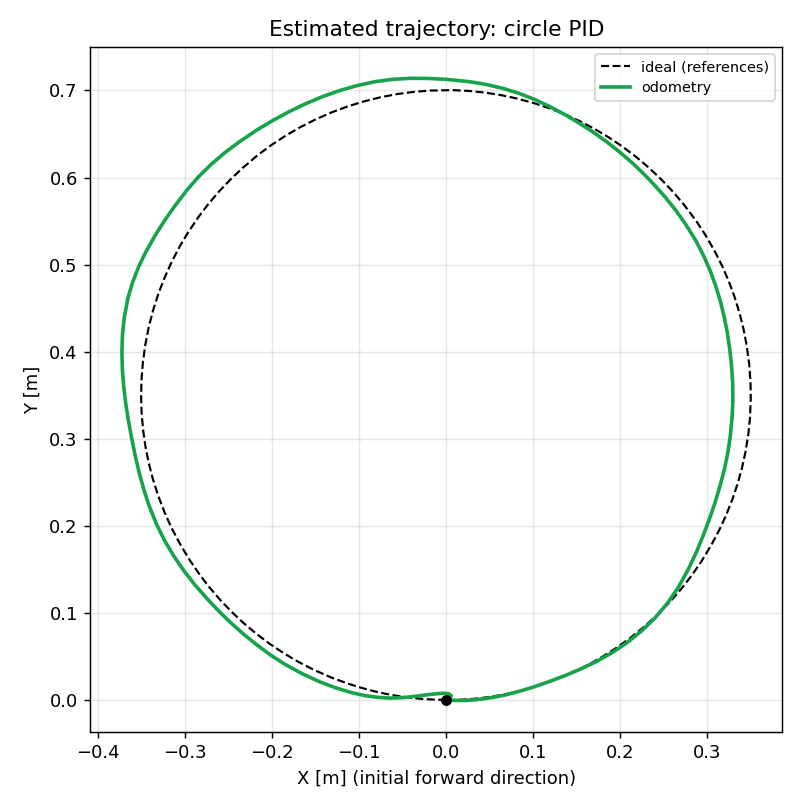 Estimated trajectory: circle PID
ideal (references)
odometry
0.7
0.6
0.5
0.4
0.3
0.2
0.1
0.0
Y [m]
−0.4 −0.3 −0.2 −0.1 0.0 0.1 0.2 0.3
X [m] (initial forward direction)